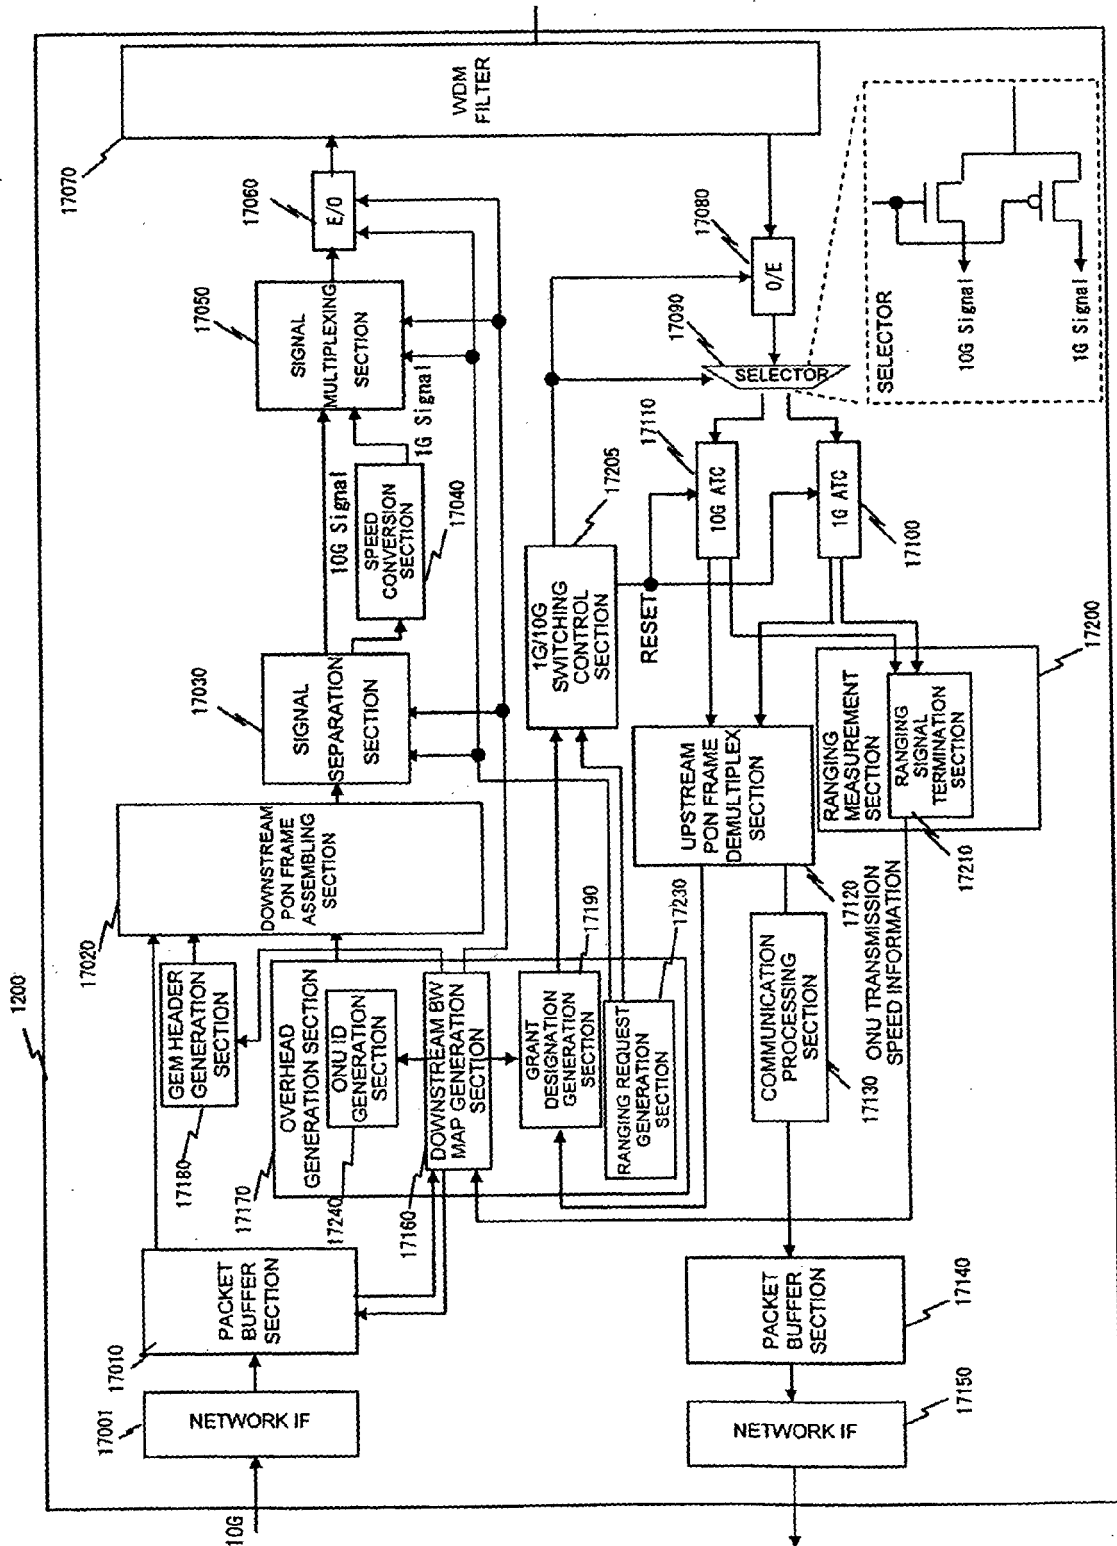 1200
10G
17001
NETWORK IF
17010
PACKET
BUFFER
SECTION
17180
GEM HEADER
GENERATION
SECTION
17020
DOWNSTREAM
PON FRAME
ASSEMBLING
SECTION
17030
SIGNAL
SEPARATION
SECTION
10G Signal
SPEED
CONVERSION
SECTION
17040
1G Signal
17050
SIGNAL
MULTIPLEXING
SECTION
17060
E/O
17070
WDM
FILTER
17170
OVERHEAD
GENERATION SECTION
17240
ONU ID
GENERATION
SECTION
17160
DOWNSTREAM BW
MAP GENERATION
SECTION
GRANT
DESIGNATION
GENERATION
SECTION
17190
RANGING REQUEST
GENERATION
SECTION
17230
1G/10G
SWITCHING
CONTROL
SECTION
17205
RESET
17080
O/E
17090
SELECTOR
17110
10G ATC
1G ATC
17100
SELECTOR
10G Signal
1G Signal
UPSTREAM
PON FRAME
DEMULTIPLEX
SECTION
17120
RANGING
MEASUREMENT
SECTION
RANGING
SIGNAL
TERMINATION
SECTION
17200
17210
ONU TRANSMISSION
SPEED INFORMATION
COMMUNICATION
PROCESSING
SECTION
17130
PACKET
BUFFER
SECTION
17140
NETWORK IF
17150